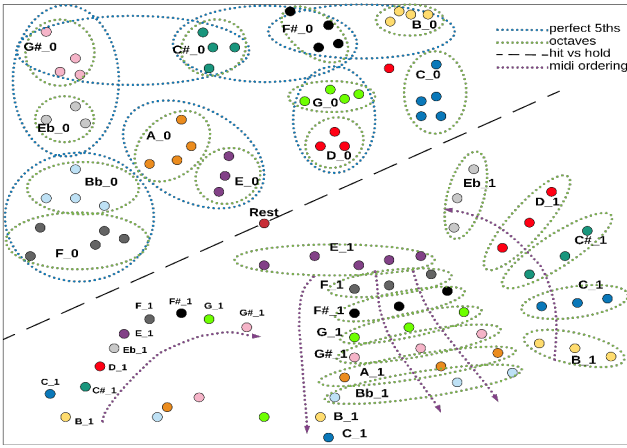 F#_0
B_0
perfect 5ths
G#_0
C#_0
octaves
hit vs hold
C_0
midi ordering
Eb_0
G_0
A_0
D_0
Bb_0
E_0
Eb_1
D_1
Rest
C#_1
F_0
E_1
F_1
C_1
F_1
F#_1
G_1
G#_1
F#_1
E_1
G_1
Eb_1
G#_1
B_1
D_1
A_1
C_1
C#_1
Bb_1
B_1
B_1
C_1